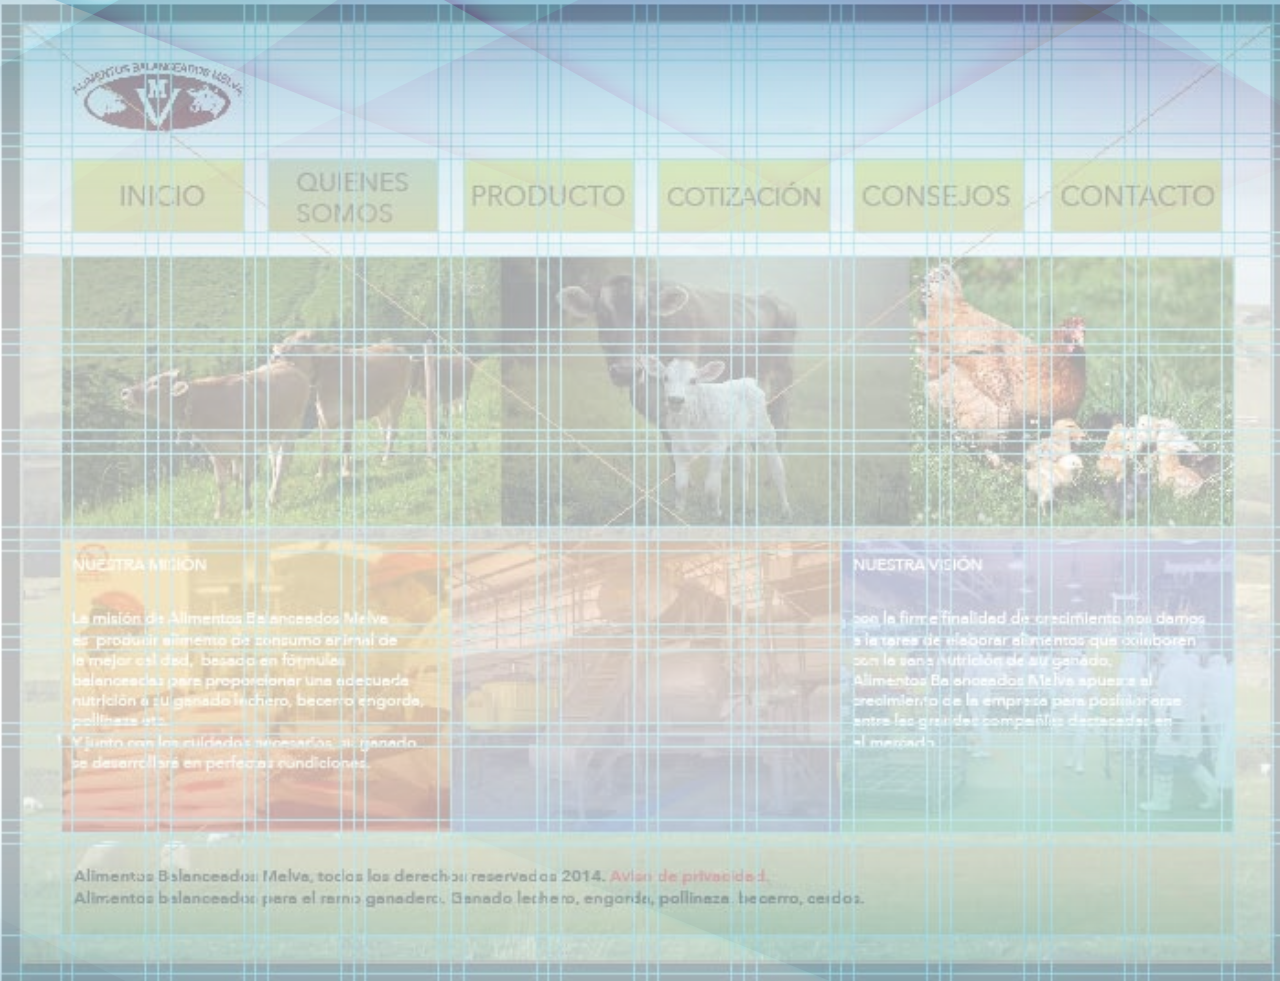 ALIMENTOS BALANCEADOS MELVA
M
V
INICIO
QUIENES
SOMOS
PRODUCTO
COTIZACIÓN
CONSEJOS
CONTACTO
NUESTRA MISIÓN
La misión de Alimentos Balanceados Melva
es producir alimento de consumo animal de
la mejor calidad, basado en fórmulas
balanceadas para proporcionar una adecuada
nutrición a su ganado lechero, becerro engorda,
pollinaza etc.
Y junto con los cuidados necesarios, su ganado
se desarrollará en perfectas condiciones.
NUESTRA VISIÓN
con la firme finalidad de crecimiento nos damos
a la tarea de elaborar alimentos que colaboren
con la sana nutrición de su ganado.
Alimentos Balanceados Melva apuesta al
crecimiento de la empresa para posicionarse
entre las grandes compañías destacadas en
el mercado
Alimentos Balanceados Melva, todos los derechos reservados 2014. Aviso de privacidad.
Alimentos balanceados para el ramo ganadero. Ganado lechero, engorda, pollinaza, becerro, cerdos.